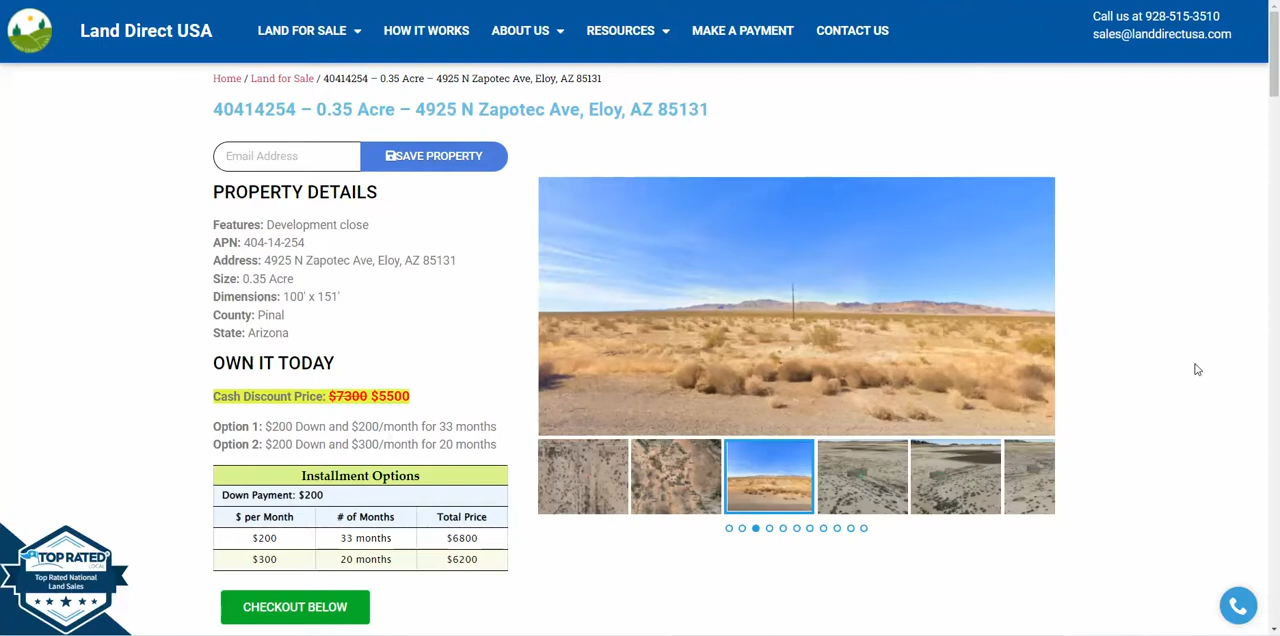 Land Direct USA
LAND FOR SALE
HOW IT WORKS
ABOUT US
RESOURCES
MAKE A PAYMENT
CONTACT US
Call us at 928-515-3510
sales@landdirectusa.com
Home / Land for Sale / 40414254 – 0.35 Acre – 4925 N Zapotec Ave, Eloy, AZ 85131
40414254 – 0.35 Acre – 4925 N Zapotec Ave, Eloy, AZ 85131
Email Address
SAVE PROPERTY
PROPERTY DETAILS
Features: Development close
APN: 404-14-254
Address: 4925 N Zapotec Ave, Eloy, AZ 85131
Size: 0.35 Acre
Dimensions: 100' x 151'
County: Pinal
State: Arizona
OWN IT TODAY
Cash Discount Price: $7300 $5500
Option 1: $200 Down and $200/month for 33 months
Option 2: $200 Down and $300/month for 20 months
Installment Options
Down Payment: $200
$ per Month # of Months Total Price
$200 33 months $6800
$300 20 months $6200
CHECKOUT BELOW
TOP RATED
LOCAL
Top Rated National
Land Sales